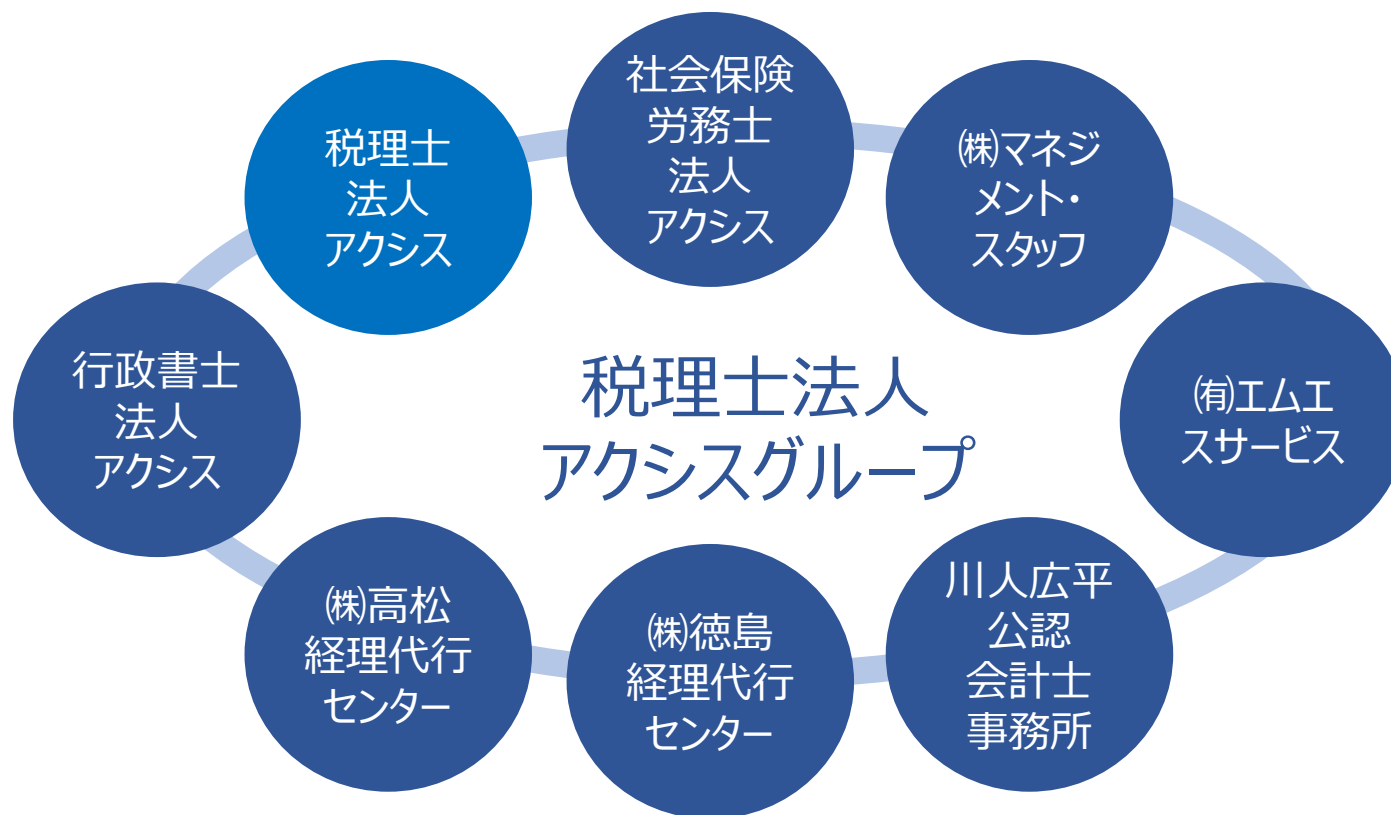 税理士
法人
アクシス
社会保険
労務士
法人
アクシス
㈱マネジ
メント・
スタッフ
㈲エムエ
スサービス
川人広平
公認
会計士
事務所
㈱徳島
経理代行
センター
㈱高松
経理代行
センター
行政書士
法人
アクシス
税理士法人
アクシスグループ